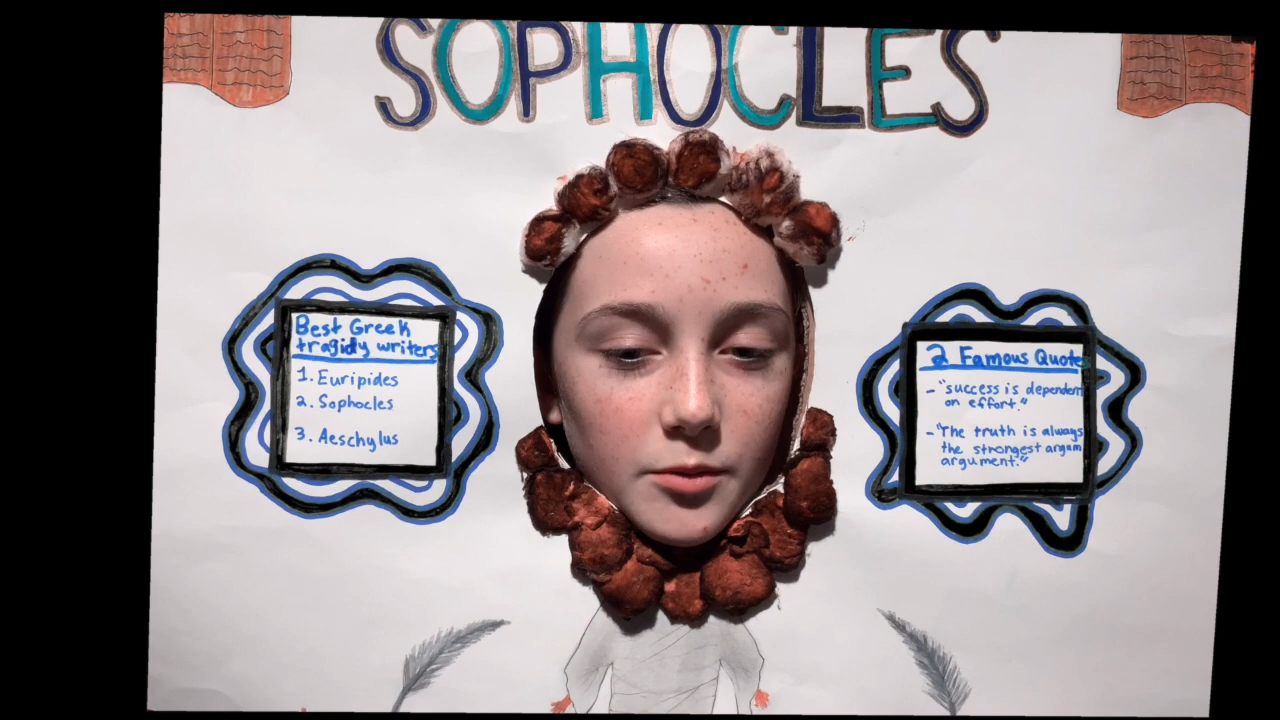 SOPHOCLES
Best Greek
tragidy writers
1. Euripides
2. Sophocles
3. Aeschylus
2 Famous Quotes
- "success is dependent
on effort."
- "The truth is always
the strongest argum
argument."